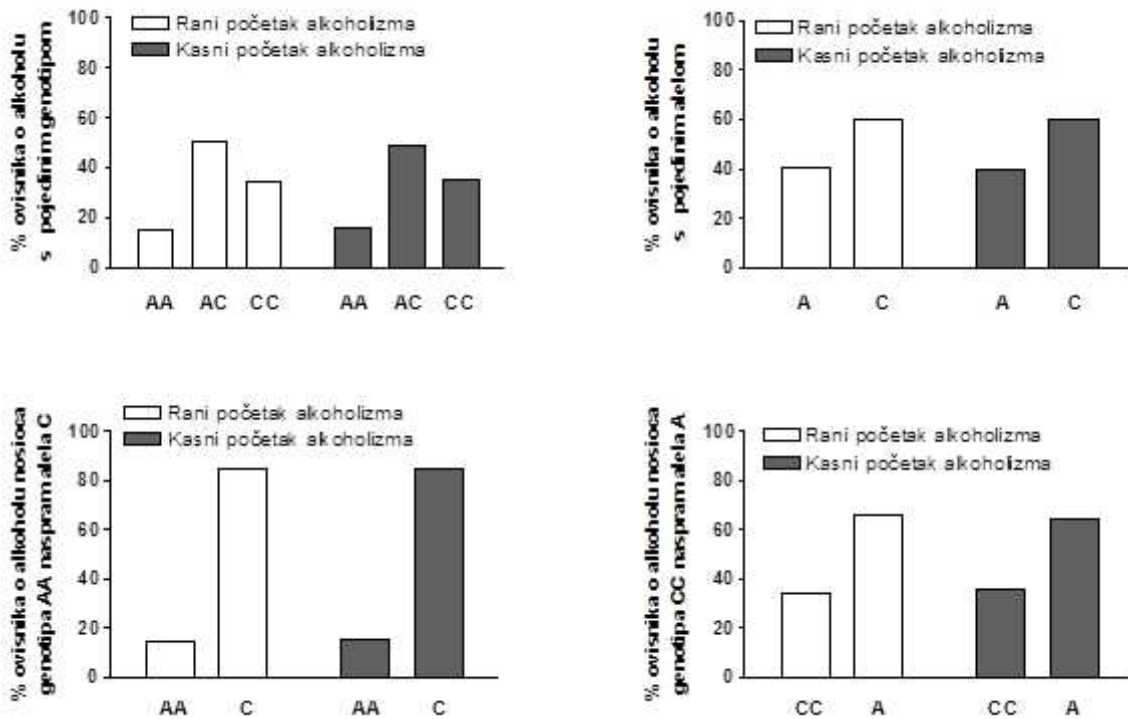 % ovisnika o alkoholu
s pojedinim genotipom
100
80
60
40
20
0
Rani početak alkoholizma
Kasni početak alkoholizma
AA AC CC AA AC CC
% ovisnika o alkoholu
s pojedinim alelom
100
80
60
40
20
0
Rani početak alkoholizma
Kasni početak alkoholizma
A C A C
% ovisnika o alkoholu nosioca
genotipa AA naspram alela C
100
80
60
40
20
0
Rani početak alkoholizma
Kasni početak alkoholizma
AA C AA C
% ovisnika o alkoholu nosioca
genotipa CC naspram alela A
100
80
60
40
20
0
Rani početak alkoholizma
Kasni početak alkoholizma
CC A CC A